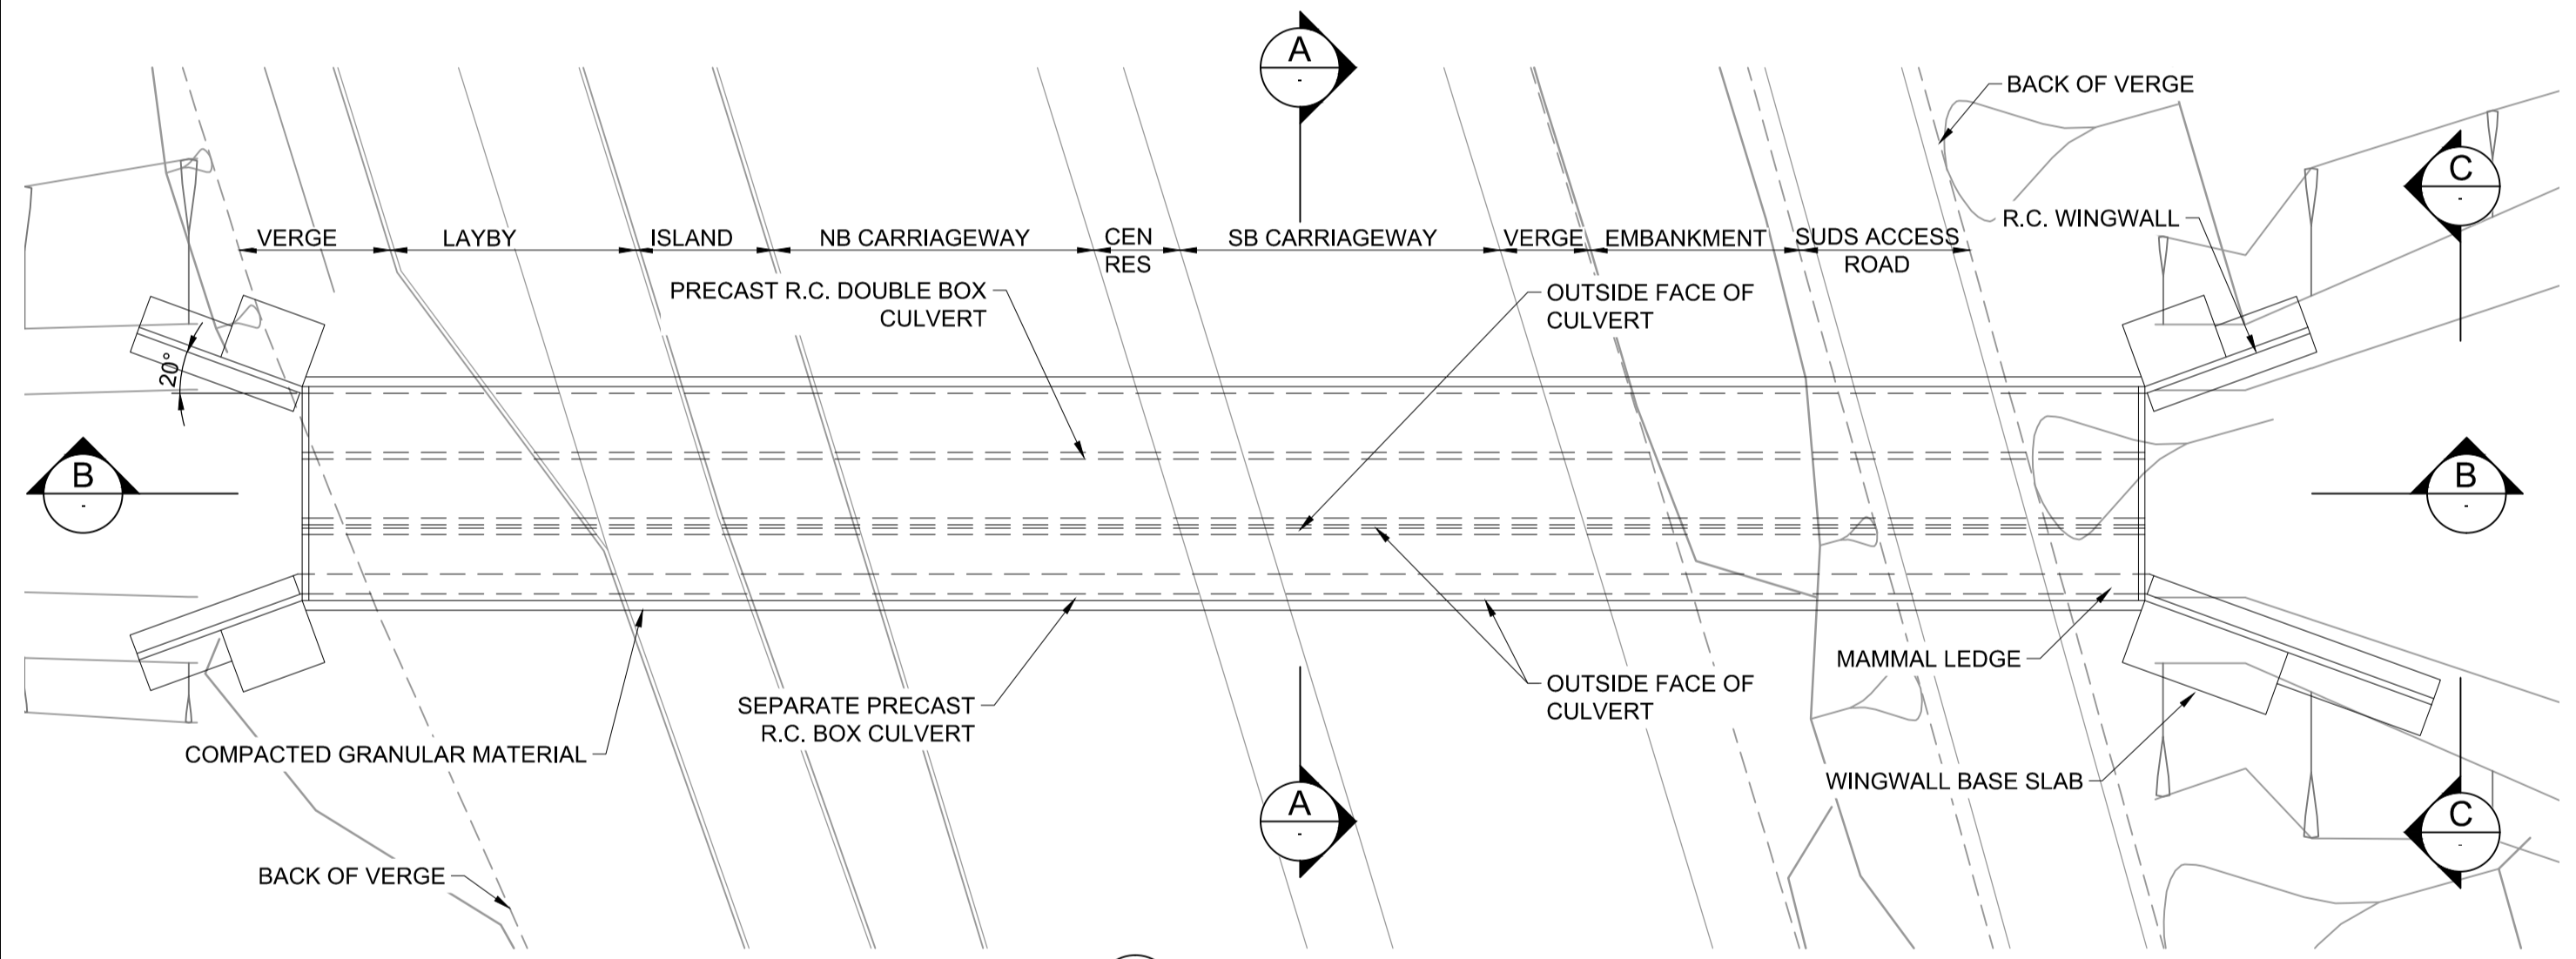 A
-
BACK OF VERGE
C
-
R.C. WINGWALL
VERGE
LAYBY
ISLAND
NB CARRIAGEWAY
CEN
RES
SB CARRIAGEWAY
VERGE
EMBANKMENT
SUDS ACCESS
ROAD
PRECAST R.C. DOUBLE BOX
CULVERT
OUTSIDE FACE OF
CULVERT
20°
B
-
B
-
MAMMAL LEDGE
OUTSIDE FACE OF
CULVERT
SEPARATE PRECAST
R.C. BOX CULVERT
COMPACTED GRANULAR MATERIAL
WINGWALL BASE SLAB
A
-
C
-
BACK OF VERGE